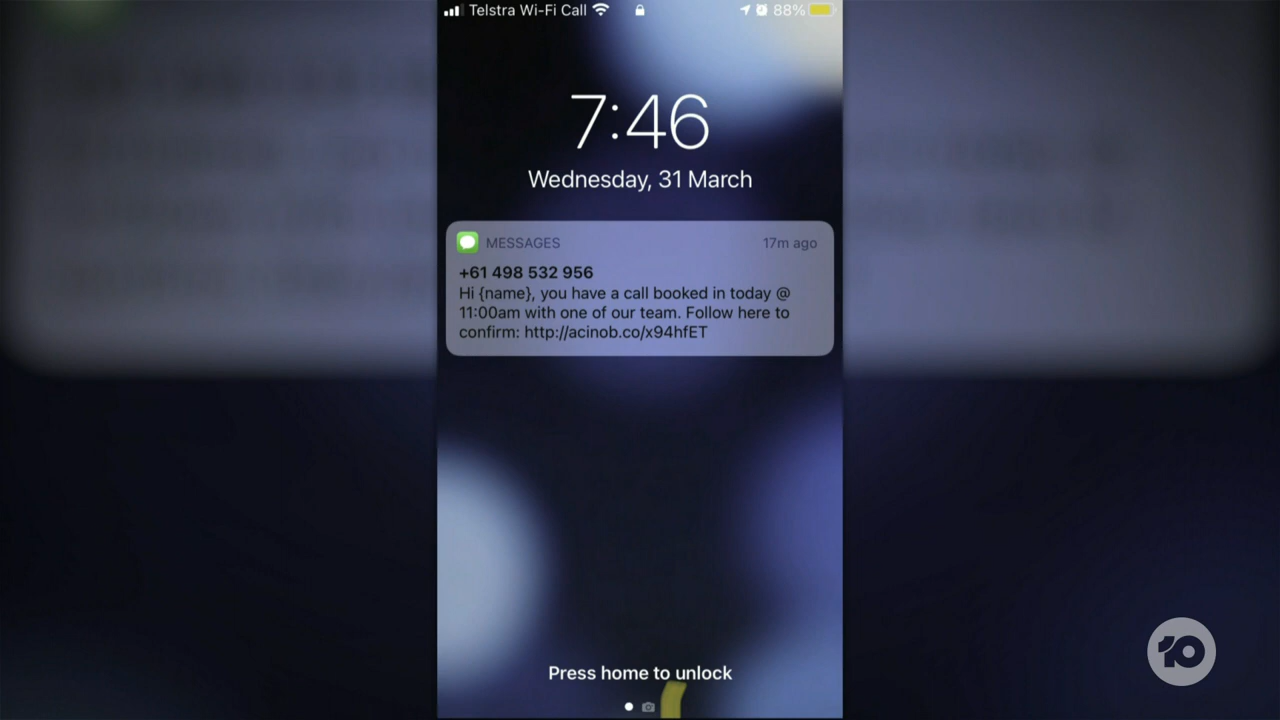 Telstra Wi-Fi Call 88%
7:46
Wednesday, 31 March
MESSAGES 17m ago
+61 498 532 956
Hi {name}, you have a call booked in today @
11:00am with one of our team. Follow here to
confirm: http://acinob.co/x94hfET
Press home to unlock
10